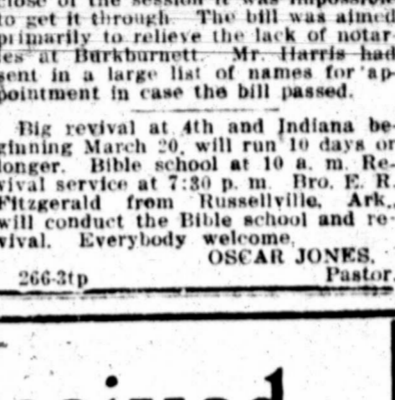 close of the session it was impossible
to get it through. The bill was aimed
primarily to relieve the lack of notar-
ies at Burkburnett. Mr. Harris had
sent in a large list of names for ap-
pointment in case the bill passed.
Big revival at 4th and Indiana be-
ginning March 20, will run 10 days or
longer. Bible school at 10 a. m. Re-
vival service at 7:30 p. m. Bro. E. R.
Fitzgerald from Russellville, Ark.,
will conduct the Bible school and re-
vival. Everybody welcome.
OSCAR JONES,
266-3tp Pastor.